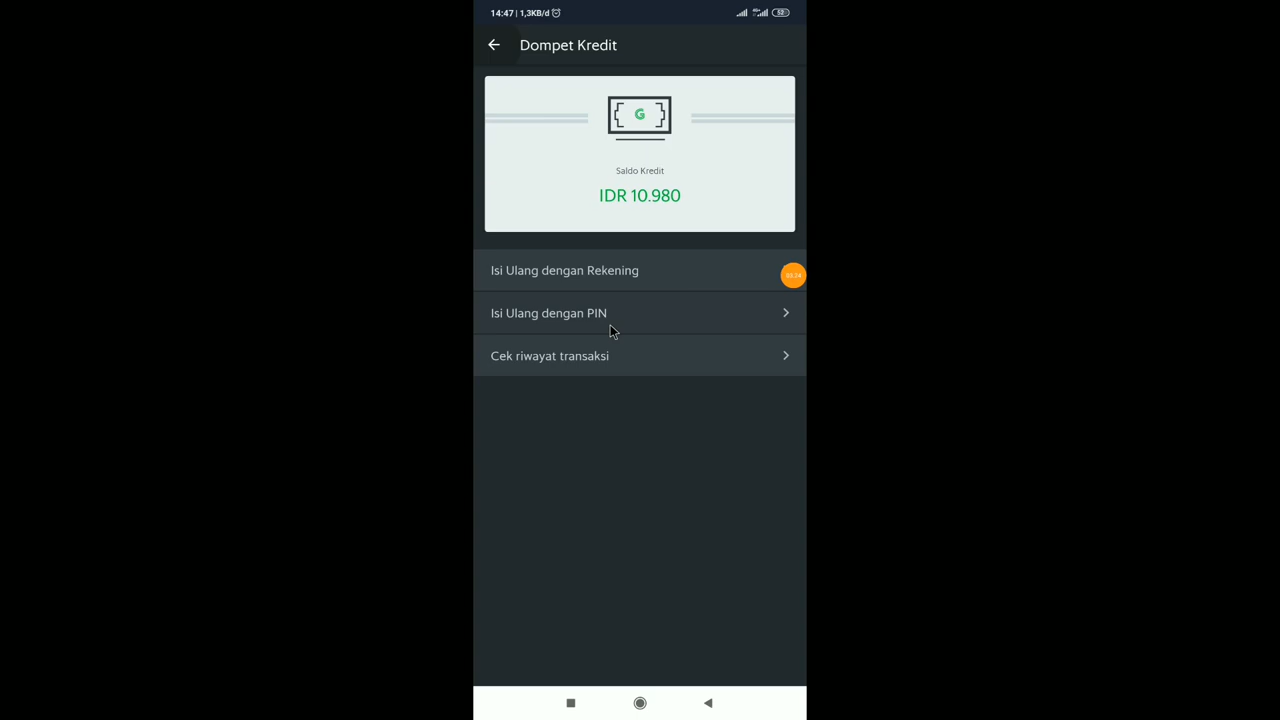 14:47 | 1,3KB/d
52
Dompet Kredit
G
Saldo Kredit
IDR 10.980
Isi Ulang dengan Rekening
Isi Ulang dengan PIN
Cek riwayat transaksi